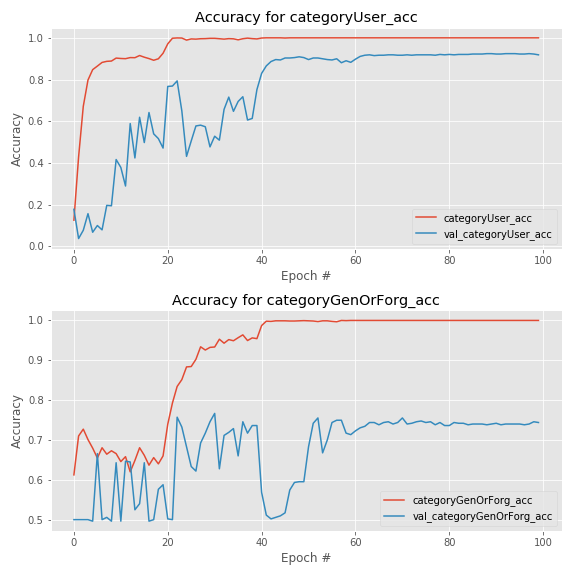 Accuracy for categoryUser_acc
1.0
0.8
0.6
0.4
0.2
0.0
Accuracy
categoryUser_acc
val_categoryUser_acc
0 20 40 60 80 100
Epoch #
Accuracy for categoryGenOrForg_acc
1.0
0.9
0.8
0.7
0.6
0.5
Accuracy
categoryGenOrForg_acc
val_categoryGenOrForg_acc
0 20 40 60 80 100
Epoch #